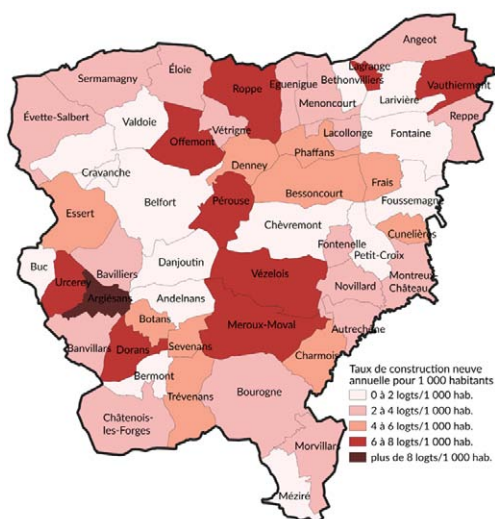 Angeot
Lagrange
Éloie
Bethonvilliers
Sermamagny
Roppe
Eguenigue
Vauthiermont
Menoncourt
Larivière
Évette-Salbert
Valdoie
Reppe
Vétrigne
Lacollonge
Offemont
Fontaine
Phaffans
Denney
Cravanche
Frais
Bessoncourt
Pérouse
Essert
Belfort
Foussemagne
Chèvremont
Cunelières
Fontenelle
Petit-Croix
Buc
Bavilliers
Danjoutin
Vézelois
Montreux-
Château
Urcerey
Novillard
Argiésans
Andelnans
Botans
Meroux-Moval
Autrechêne
Banvillars
Dorans
Sevenans
Charmois
Bermont
Trévenans
Bourogne
Châtenois-
les-Forges
Morvillars
Méziré
Taux de construction neuve
annuelle pour 1 000 habitants
0 à 2 logts/1 000 hab.
2 à 4 logts/1 000 hab.
4 à 6 logts/1 000 hab.
6 à 8 logts/1 000 hab.
plus de 8 logts/1 000 hab.